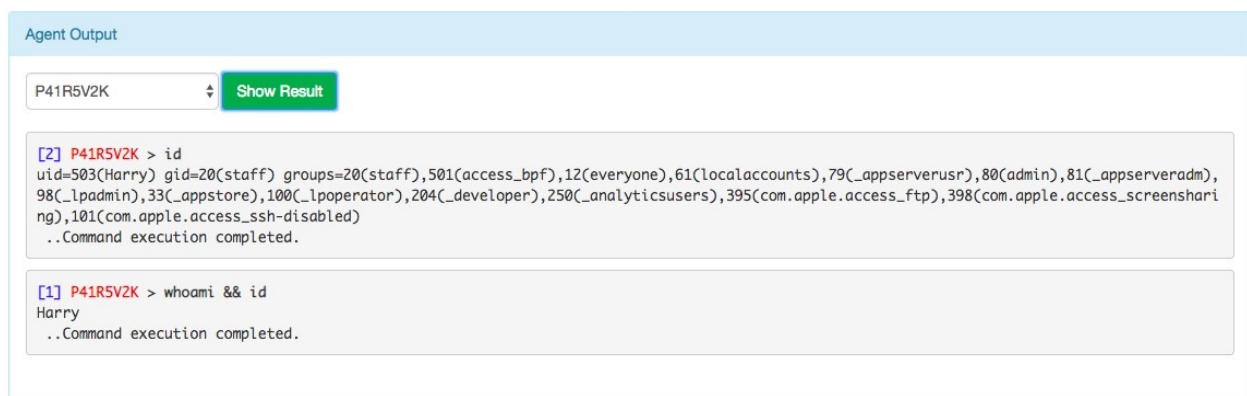 Agent Output
P41R5V2K
Show Result
[2] P41R5V2K > id
uid=503(Harry) gid=20(staff) groups=20(staff),501(access_bpf),12(everyone),61(localaccounts),79(_appserverusr),80(admin),81(_appserveradm),
98(_lpadmin),33(_appstore),100(_lpoperator),204(_developer),250(_analyticsusers),395(com.apple.access_ftp),398(com.apple.access_screenshari
ng),101(com.apple.access_ssh-disabled)
..Command execution completed.
[1] P41R5V2K > whoami && id
Harry
..Command execution completed.